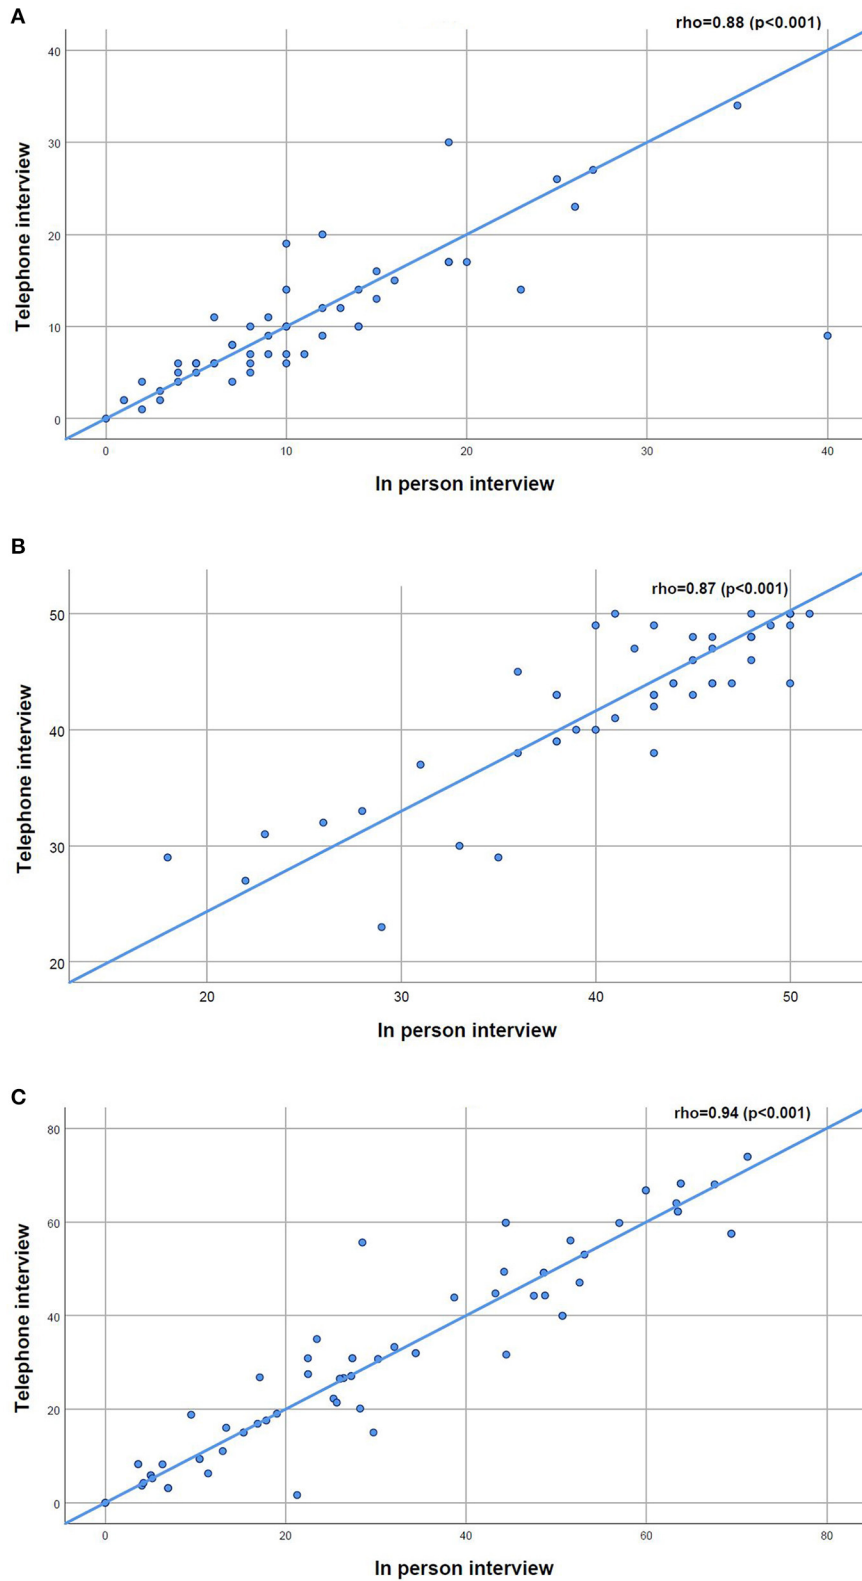 A
rho=0.88 (p<0.001)
40
30
20
10
0
Telephone interview
0 10 20 30 40
In person interview
B
rho=0.87 (p<0.001)
50
40
30
20
Telephone interview
20 30 40 50
In person interview
C
rho=0.94 (p<0.001)
80
60
40
20
0
Telephone interview
0 20 40 60 80
In person interview